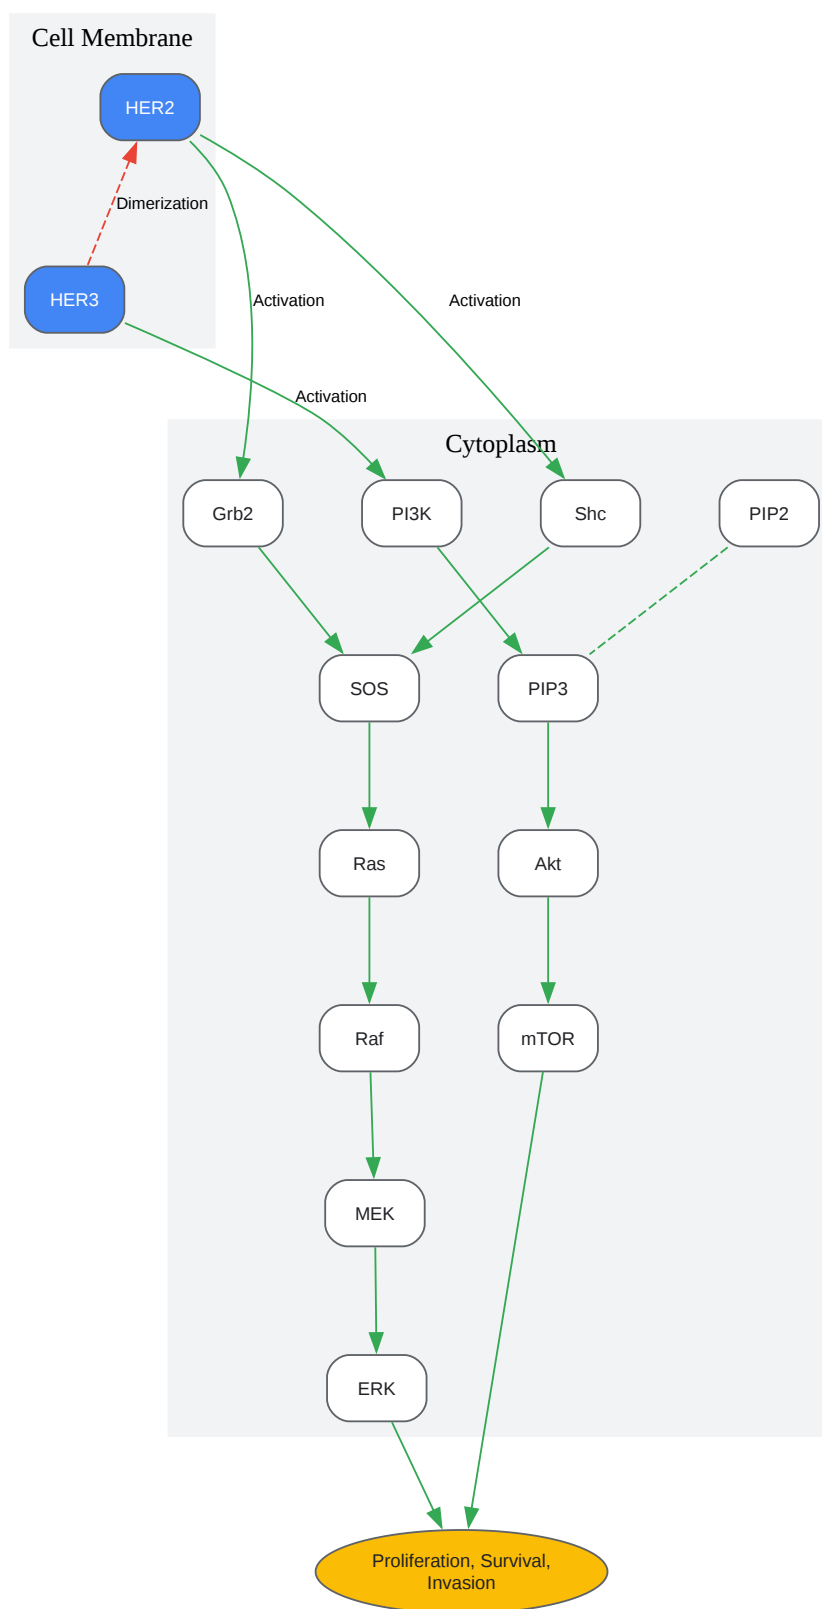 Cell Membrane
HER2
Dimerization
HER3
Activation
Activation
Activation
Cytoplasm
Grb2
PI3K
Shc
PIP2
SOS
PIP3
Ras
Akt
Raf
mTOR
MEK
ERK
Proliferation, Survival,
Invasion